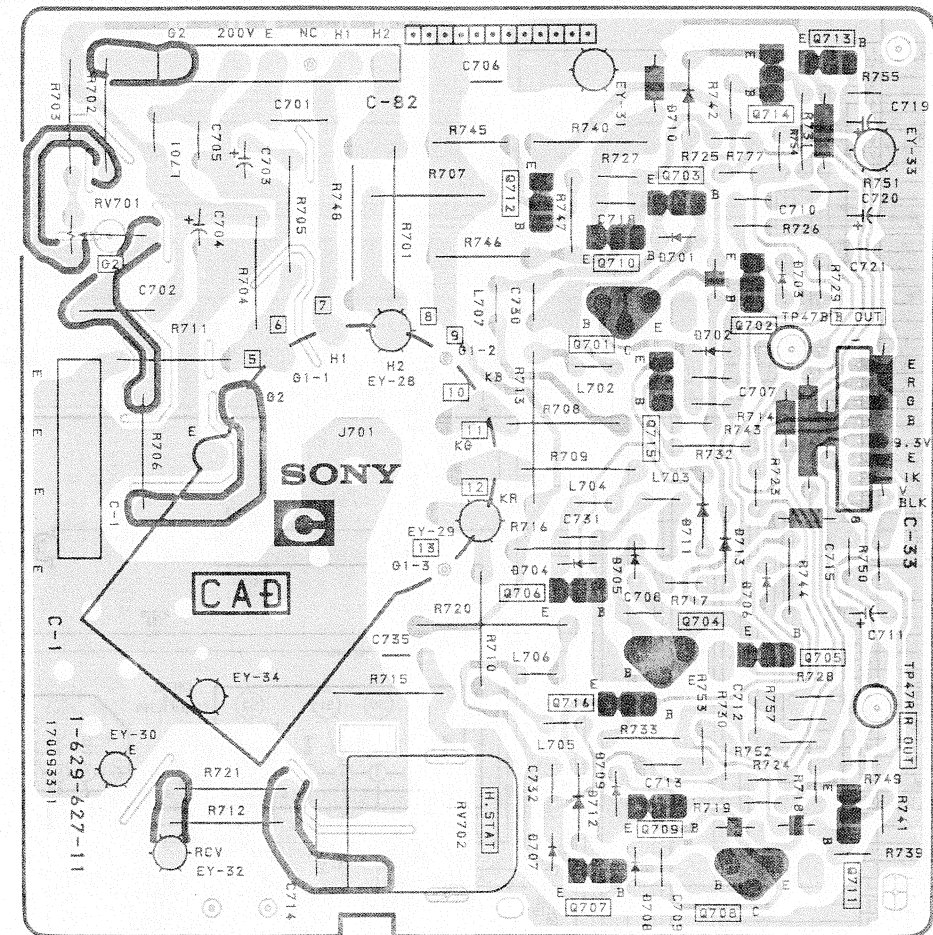 G2 200V E NC H1 H2
C706
EY-31
D710
R742
E Q713 B
E
Q714
B
R755
C719
R703
R702
C701
C-82
R745
R740
R731
R754
EY-33
L701
C705
C703
R727
R725
R777
R751
R707
E
Q712
B
Q703
E
B
RV701
R748
R747
C718
C710
C720
C704
R705
R701
R726
R746
E Q710 B
D701
G2
C721
R704
C702
L707
C730
E
Q702
B
D703
R729
TP47B B OUT
7
6
8
9
R711
B E
Q701
C
D702
5
H1
G1-2
H2
EY-28
G1-1
KB
10
R713
L702
E
B
Q715
C707
R714
R743
E
R
G
B
9.3V
E
IK
V
BLK
G2
R708
E
J701
11
KG
R732
R706
R709
R723
SONY
C
L704
L703
12
KR
C-1
EY-29
R716
C731
8
C-33
13
D711
D713
G1-3
D704
D705
C715
R750
CAD
Q706
E B
D706
R744
C708
R717
R720
Q704
C711
C-1
C735
E B
Q705
R710
L706
B E
R728
EY-34
R715
E
Q716
B
R753
R730
C712
R757
TP47R R OUT
R733
EY-30
E
L705
R752
R724
1-629-627-11
170093311
R721
C732
D709
C713
R749
R712
RV702
H.STAT
D712
E Q709 B
R719
R718
E
B
Q711
R741
RCV
EY-32
D707
R739
C714
E B
Q707
D708
C709
B E
Q708
C
E
E
E
E